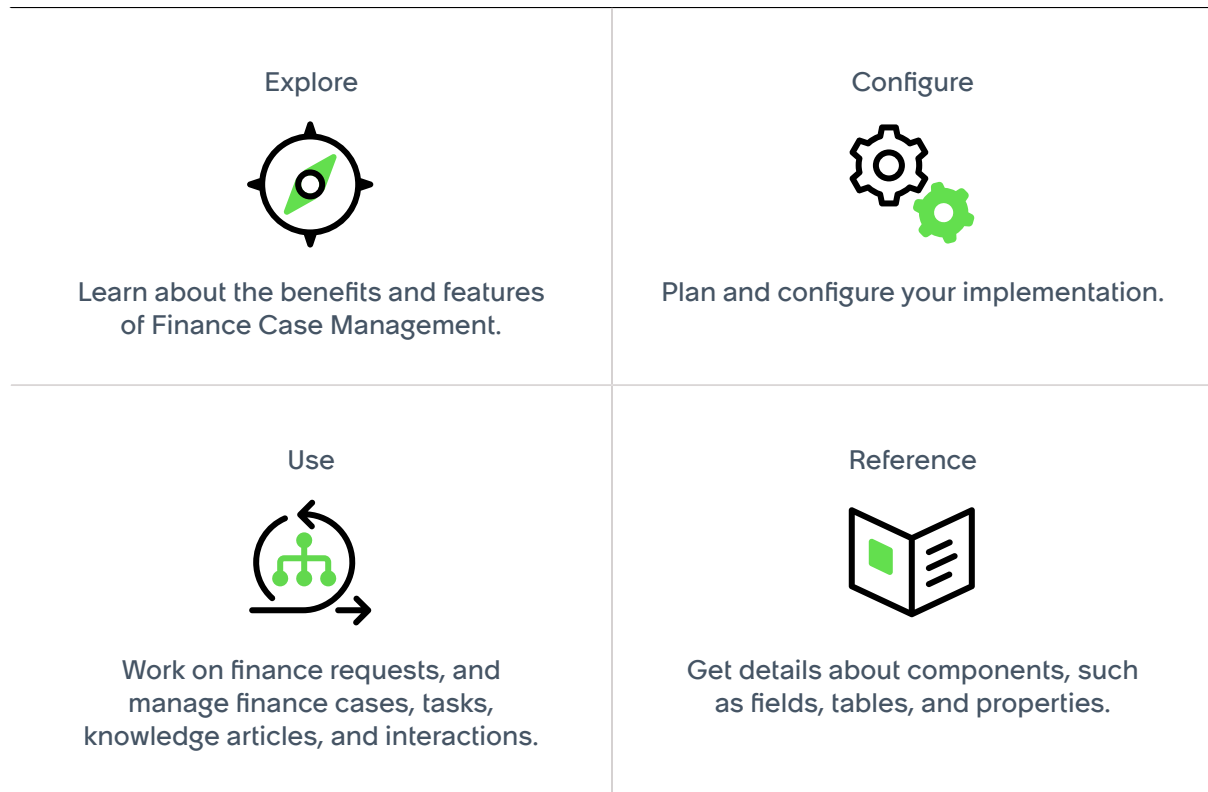 Explore
Learn about the benefits and features
of Finance Case Management.
Configure
Plan and configure your implementation.
Use
Work on finance requests, and
manage finance cases, tasks,
knowledge articles, and interactions.
Reference
Get details about components, such
as fields, tables, and properties.